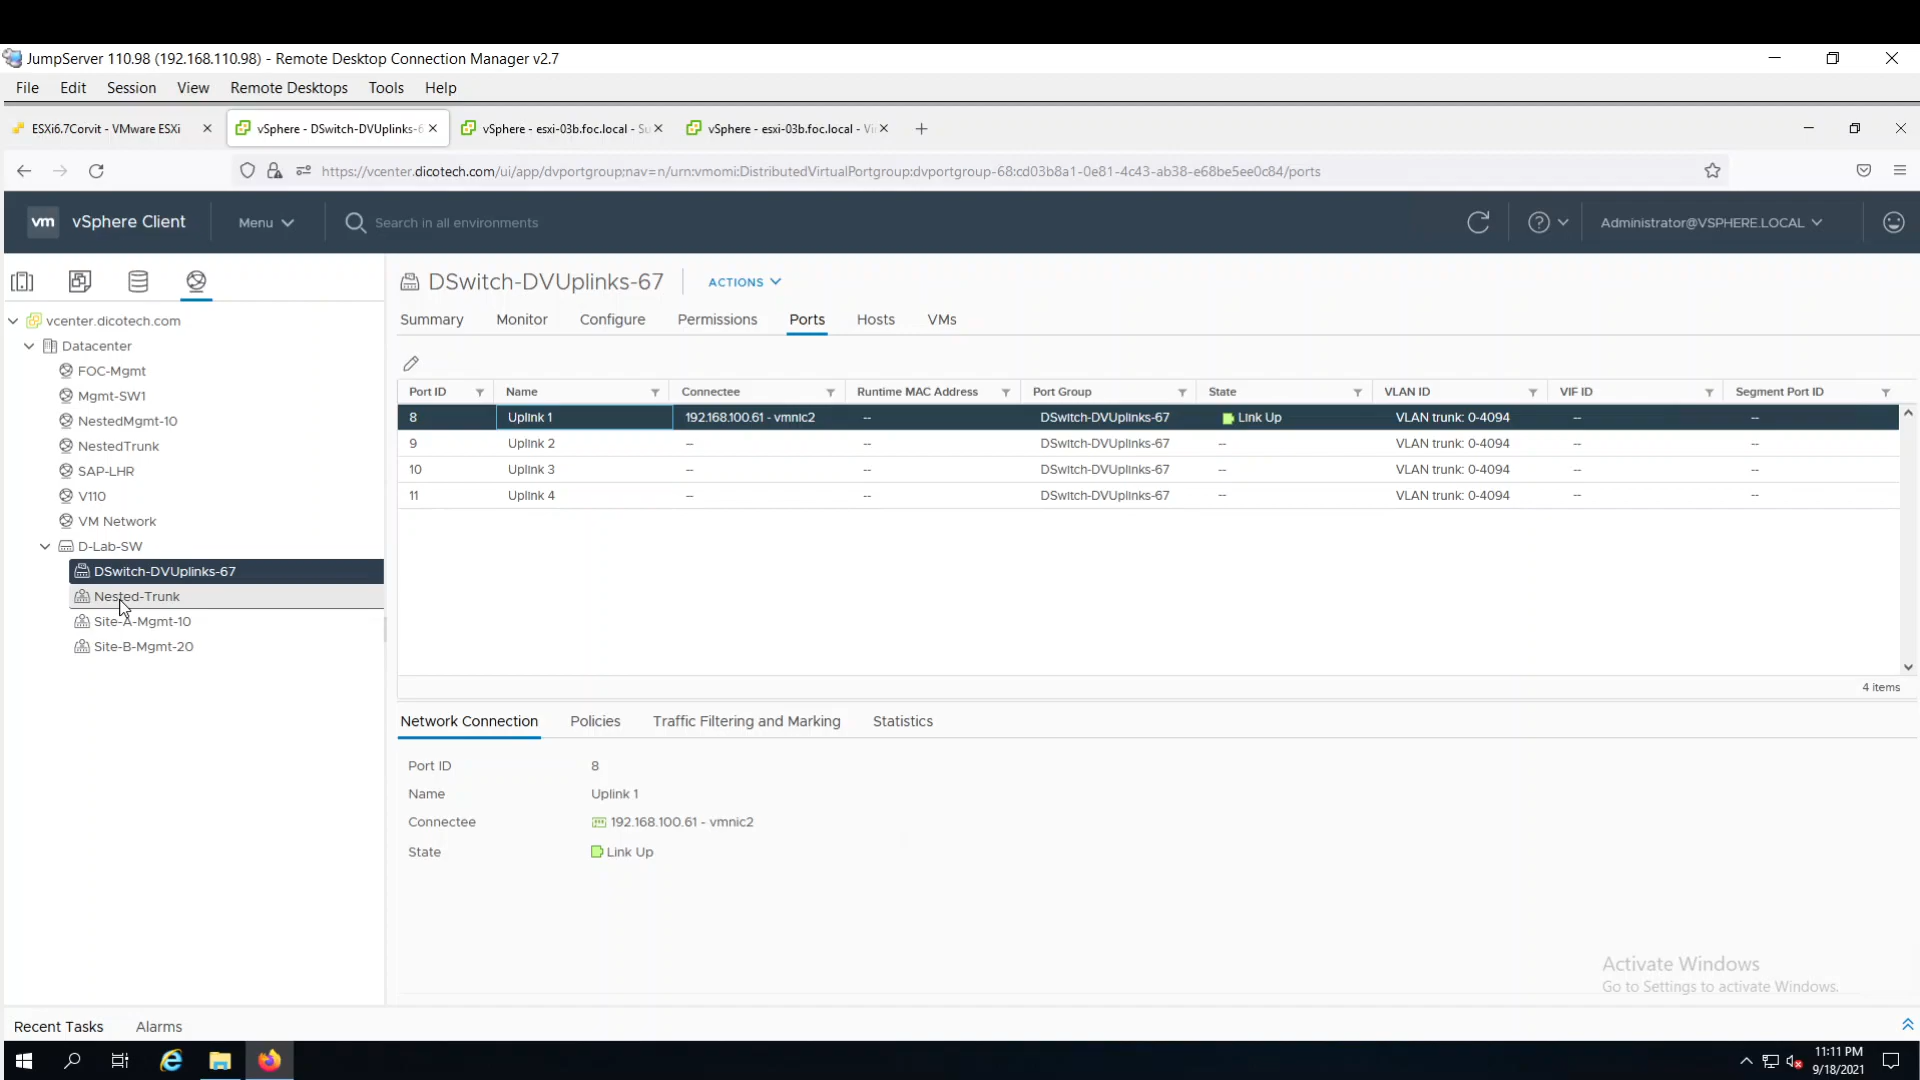 JumpServer 110.98 (192.168.110.98) - Remote Desktop Connection Manager v2.7
File Edit Session View Remote Desktops Tools Help
ESXi6.7Corvit - VMware ESXi
vSphere - DSwitch-DVUplinks-6
vSphere - esxi-03b.foc.local - Su
vSphere - esxi-03b.foc.local - Vi
https://vcenter.dicotech.com/ui/app/dvportgroup;nav=n/urn:vmomi:DistributedVirtualPortgroup:dvportgroup-68:cd03b8a1-0e81-4c43-ab38-e68be5ee0c84/ports
vm vSphere Client Menu Search in all environments Administrator@VSPHERE.LOCAL
vcenter.dicotech.com
Datacenter
FOC-Mgmt
Mgmt-SW1
NestedMgmt-10
NestedTrunk
SAP-LHR
V110
VM Network
D-Lab-SW
DSwitch-DVUplinks-67
Nested-Trunk
Site-A-Mgmt-10
Site-B-Mgmt-20
DSwitch-DVUplinks-67 ACTIONS
Summary Monitor Configure Permissions Ports Hosts VMs
Port ID Name Connectee Runtime MAC Address Port Group State VLAN ID VIF ID Segment Port ID
8 Uplink 1 192.168.100.61 - vmnic2 -- DSwitch-DVUplinks-67 Link Up VLAN trunk: 0-4094 -- --
9 Uplink 2 -- -- DSwitch-DVUplinks-67 -- VLAN trunk: 0-4094 -- --
10 Uplink 3 -- -- DSwitch-DVUplinks-67 -- VLAN trunk: 0-4094 -- --
11 Uplink 4 -- -- DSwitch-DVUplinks-67 -- VLAN trunk: 0-4094 -- --
4 items
Network Connection Policies Traffic Filtering and Marking Statistics
Port ID 8
Name Uplink 1
Connectee 192.168.100.61 - vmnic2
State Link Up
Activate Windows
Go to Settings to activate Windows.
Recent Tasks Alarms
11:11 PM
9/18/2021